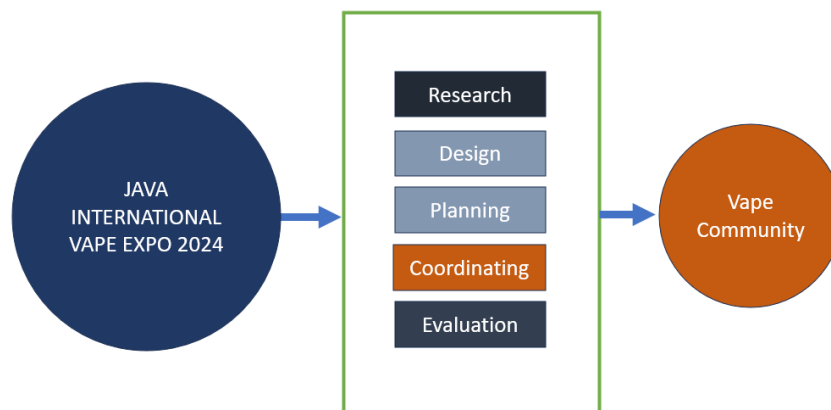 JAVA
INTERNATIONAL
VAPE EXPO 2024
Research
Design
Planning
Coordinating
Evaluation
Vape
Community